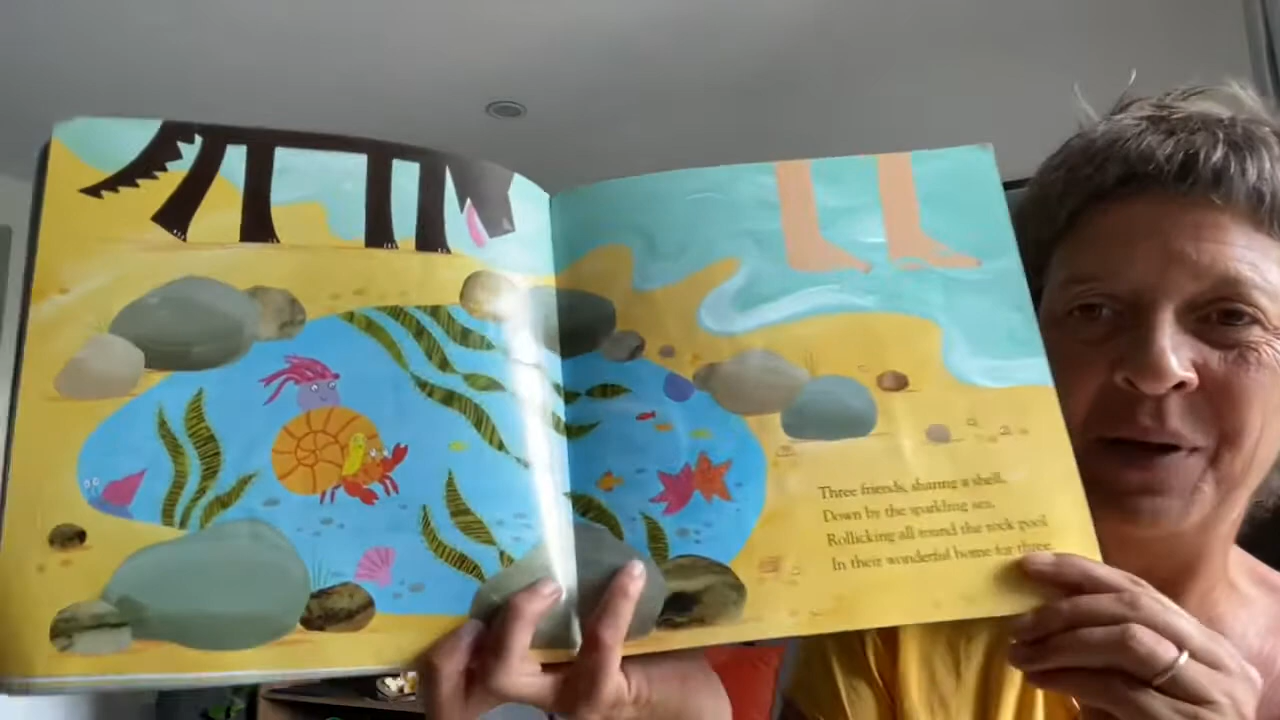 Three friends, sharing a shell,
Down by the sparkling sea,
Rollicking all round the rock pool
In their wonderful home for three.